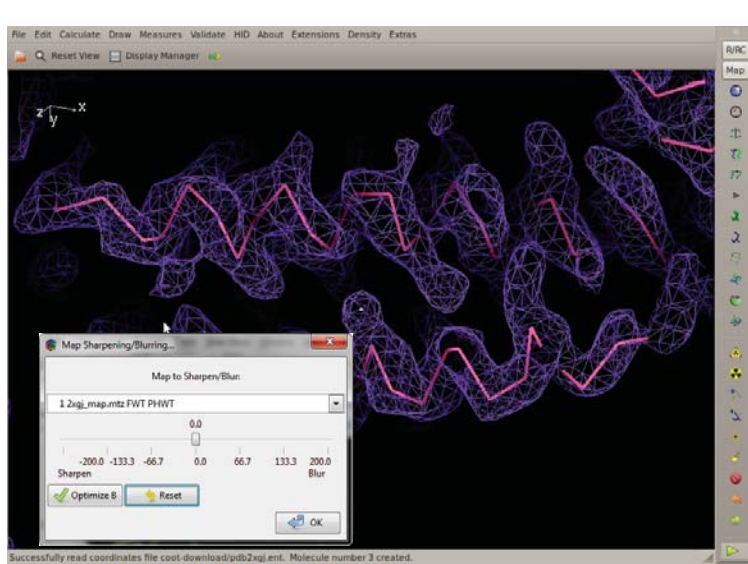 File Edit Calculate Draw Measures Validate HID About Extensions Density Extras
Reset View Display Manager
R/RC
Map
z x
y
Map Sharpening/Blurring...
Map to Sharpen/Blur:
1 2xgj_map.mtz FWT PHWT
0.0
-200.0 -133.3 -66.7 0.0 66.7 133.3 200.0
Sharpen Blur
Optimize B Reset
OK
Successfully read coordinates file coot-download/pdb2xgj.ent. Molecule number 3 created.